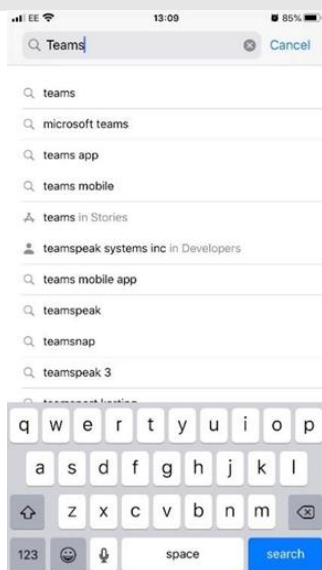 EE 13:09 85%
Teams Cancel
teams
microsoft teams
teams app
teams mobile
teams in Stories
teamspeak systems inc in Developers
teams mobile app
teamspeak
teamsnap
teamspeak 3
q w e r t y u i o p
a s d f g h j k l
z x c v b n m
123 space search